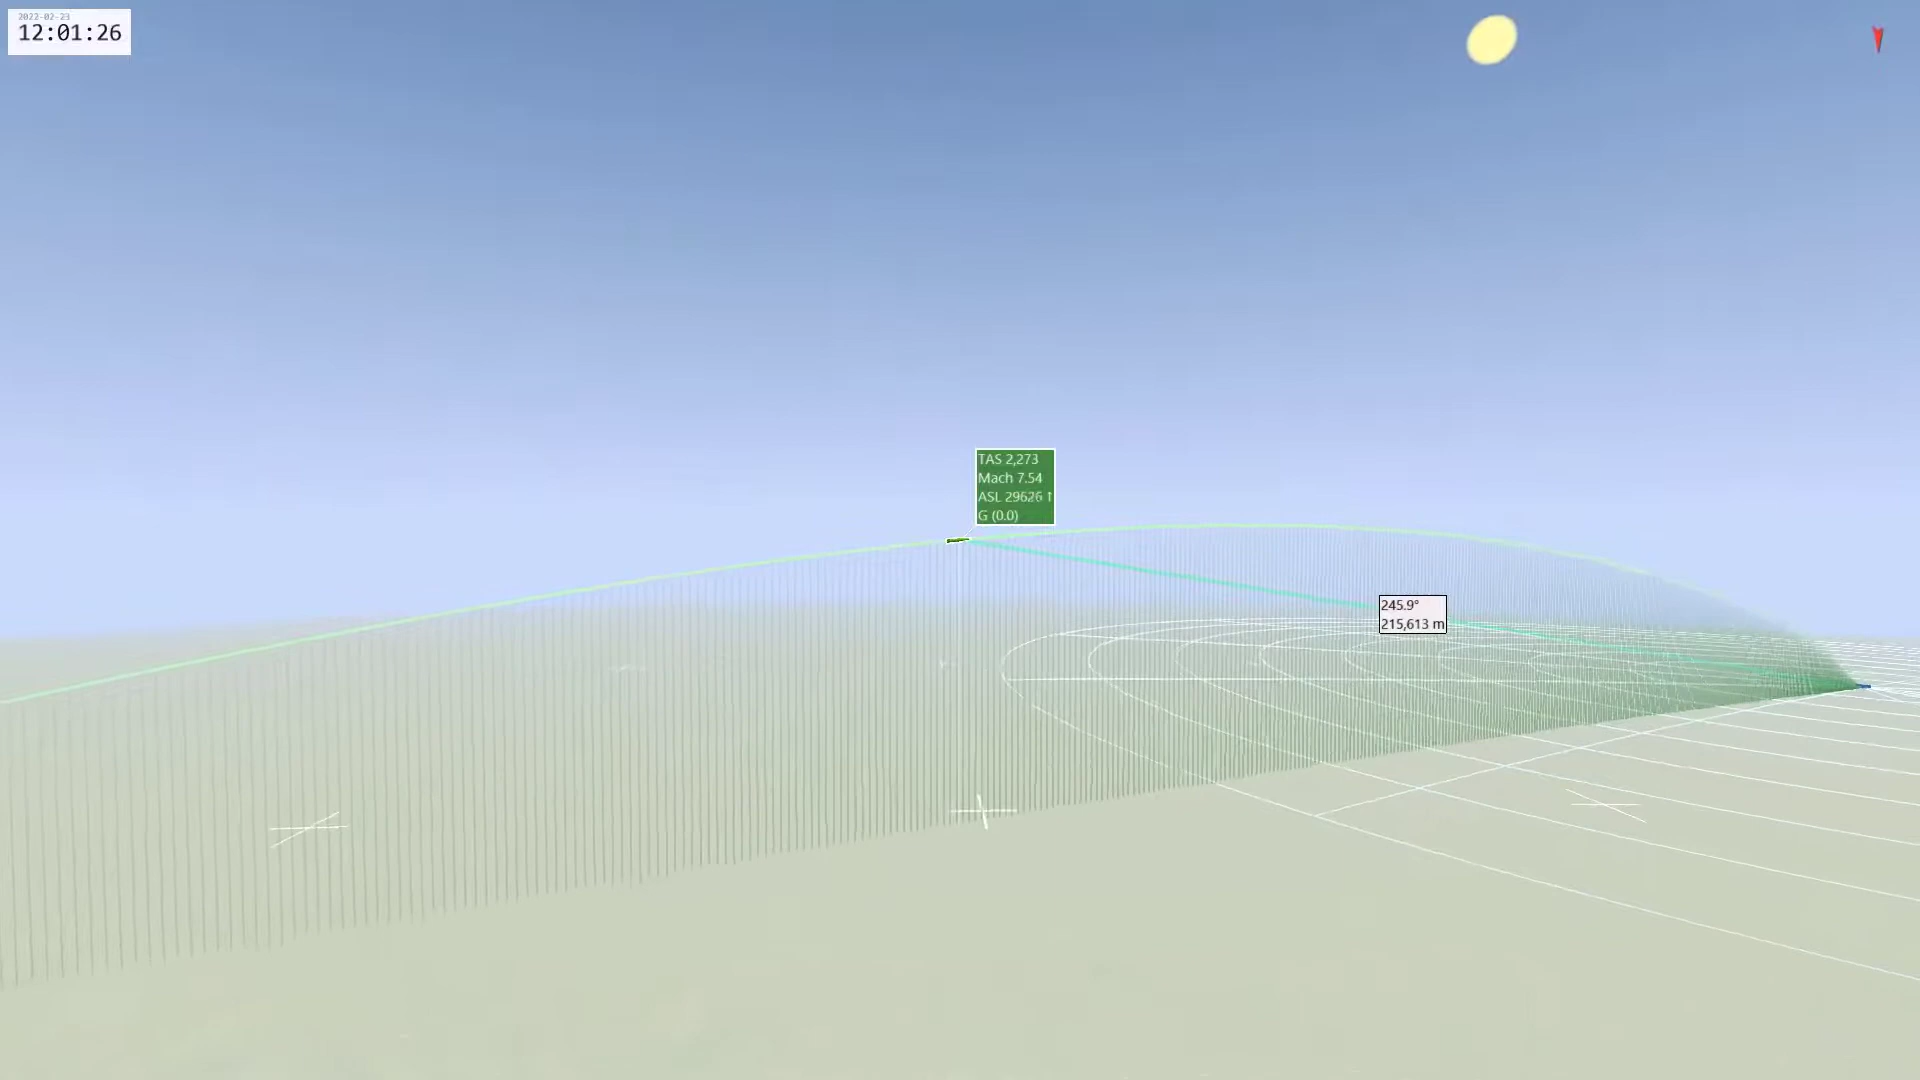 2022-02-23
12:01:26
TAS 2,273
Mach 7.54
ASL 29626 ↑
G (0.0)
245.9°
215,613 m